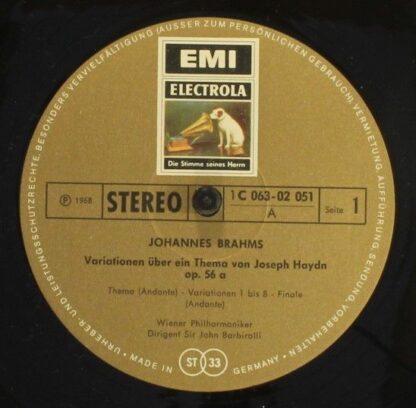 EMI
ELECTROLA
Die Stimme seines Herrn
URHEBER- UND LEISTUNGSSCHUTZRECHTE, BESONDERS VERVIELFÄLTIGUNG (AUSSER ZUM PERSÖNLICHEN GEBRAUCH), VERMIETUNG, AUFFÜHRUNG, SENDUNG, VORBEHALTEN
℗ 1968
STEREO
1 C 063-02 051
A
Seite 1
JOHANNES BRAHMS
Variationen über ein Thema von Joseph Haydn
op. 56 a
Thema (Andante) - Variationen 1 bis 8 - Finale
(Andante)
Wiener Philharmoniker
Dirigent Sir John Barbirolli
MADE IN ST 33 GERMANY